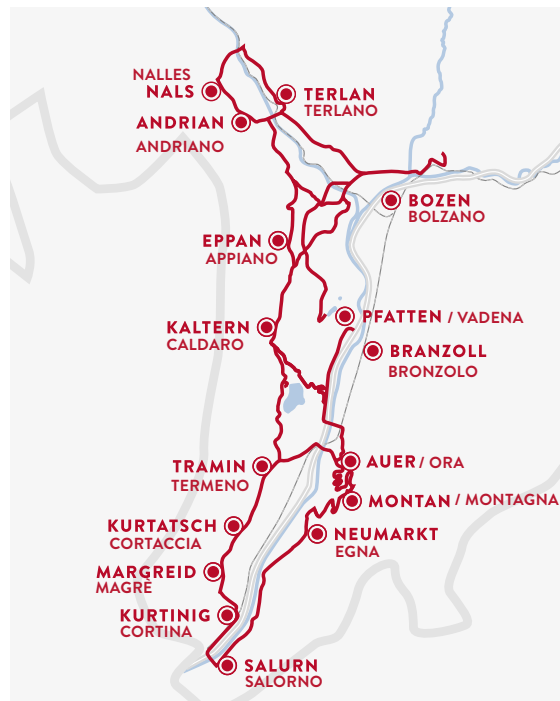 NALLES
NALS
TERLAN
TERLANO
ANDRIAN
ANDRIANO
BOZEN
BOLZANO
EPPAN
APPIANO
PFATTEN / VADENA
KALTERN
CALDARO
BRANZOLL
BRONZOLO
TRAMIN
TERMENO
AUER / ORA
MONTAN / MONTAGNA
KURTATSCH
CORTACCIA
NEUMARKT
EGNA
MARGREID
MAGRÈ
KURTINIG
CORTINA
SALURN
SALORNO